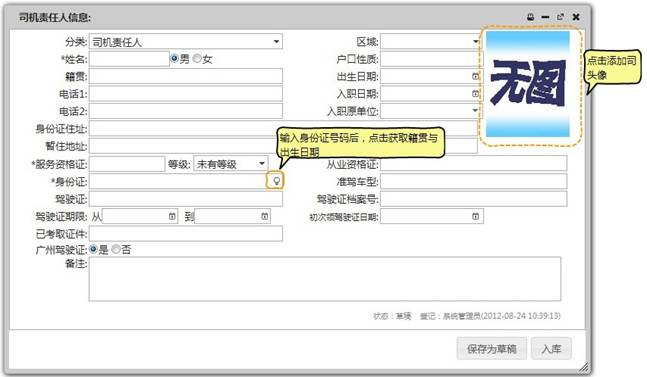 司机责任人信息:
分类: 司机责任人 区域:
*姓名: 男 女 户口性质:
籍贯: 出生日期:
电话1: 入职日期:
电话2: 入职原单位:
身份证住址:
暂住地址:
*服务资格证: 等级: 未有等级 从业资格证:
*身份证: 准驾车型:
驾驶证: 驾驶证档案号:
驾驶证期限: 从 到 初次领驾驶证日期:
已考取证件:
广州驾驶证: 是 否
备注:
无图
点击添加司
头像
输入身份证号码后，点击获取籍贯与
出生日期
状态：草稿 登记：系统管理员(2012-08-24 10:39:13)
保存为草稿 入库